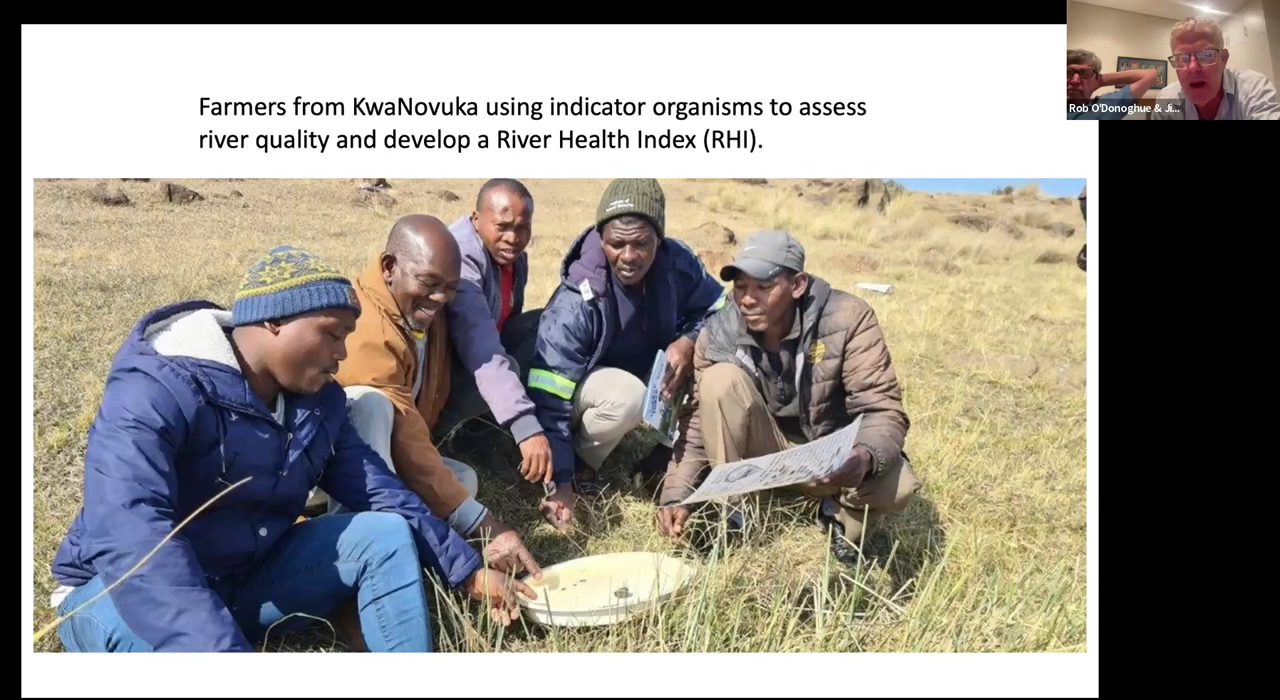 Farmers from KwaNovuka using indicator organisms to assess
river quality and develop a River Health Index (RHI).
Rob O'Donoghue & Ji...